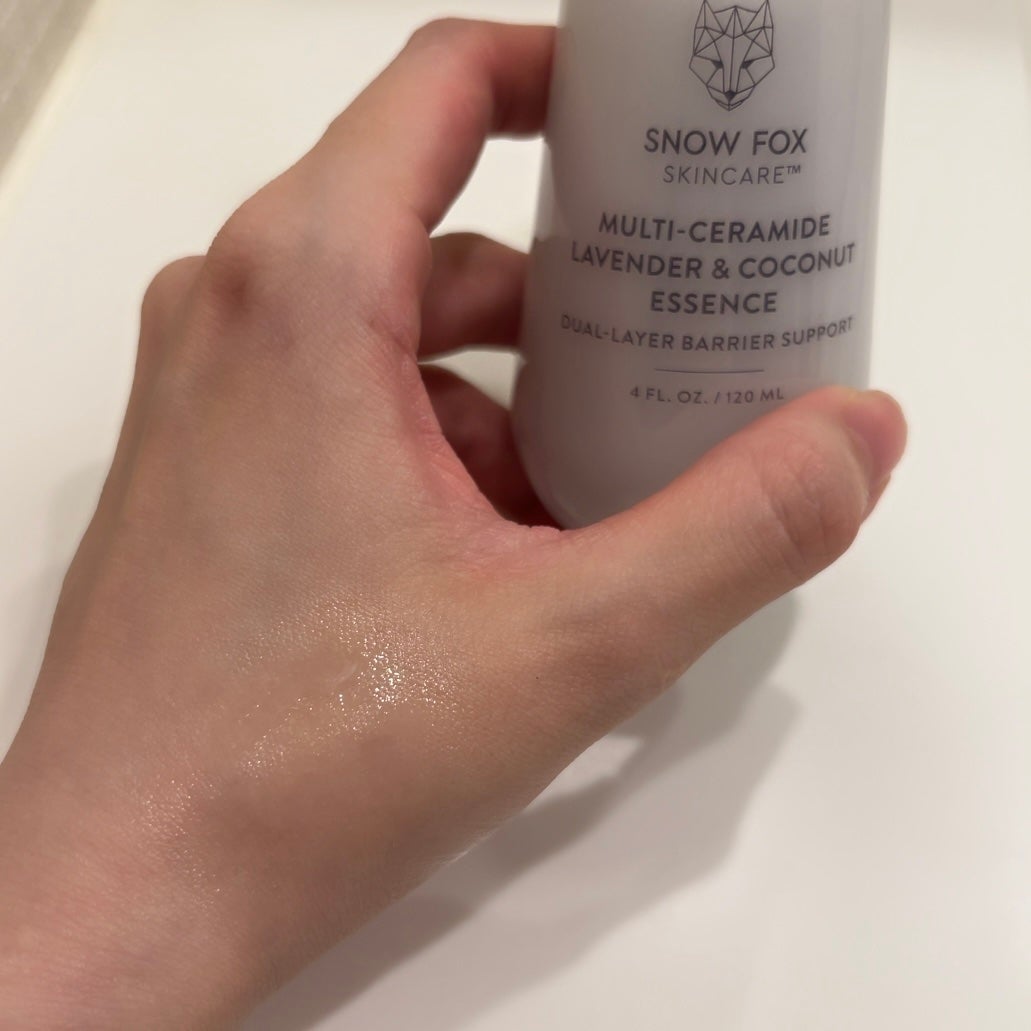 SNOW FOX
SKINCARE™
MULTI-CERAMIDE
LAVENDER & COCONUT
ESSENCE
DUAL-LAYER BARRIER SUPPORT
4 FL. OZ. / 120 ML